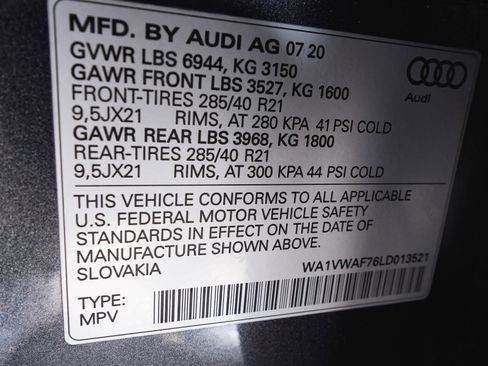 MFD. BY AUDI AG 07 20
GVWR LBS 6944, KG 3150
GAWR FRONT LBS 3527, KG 1600
FRONT-TIRES 285/40 R21
9,5JX21 RIMS, AT 280 KPA 41 PSI COLD
GAWR REAR LBS 3968, KG 1800
REAR-TIRES 285/40 R21
9,5JX21 RIMS, AT 300 KPA 44 PSI COLD
Audi
THIS VEHICLE CONFORMS TO ALL APPLICABLE
U.S. FEDERAL MOTOR VEHICLE SAFETY
STANDARDS IN EFFECT ON THE DATE OF
MANUFACTURE SHOWN ABOVE.
SLOVAKIA WA1VWAF76LD013521
TYPE:
MPV